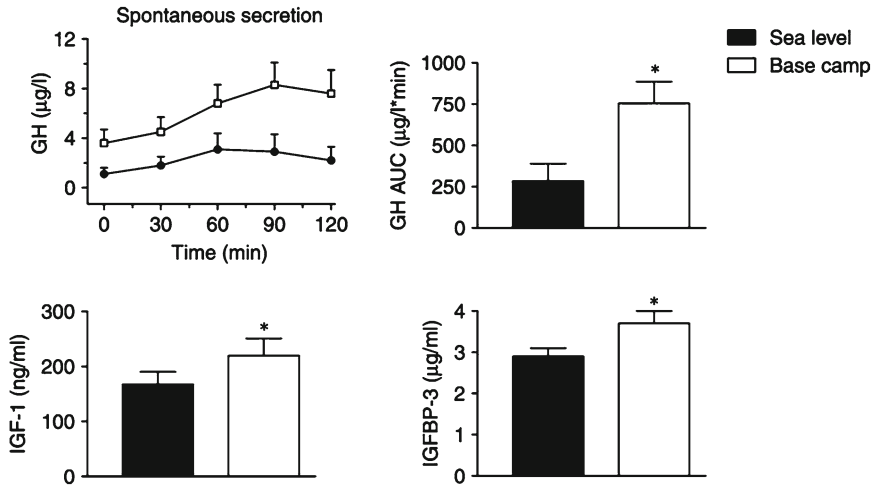 Spontaneous secretion
12
8
4
0
GH (µg/l)
0 30 60 90 120
Time (min)
Sea level
Base camp
1000
750
500
250
0
GH AUC (µg/l*min)
*
300
200
100
0
IGF-1 (ng/ml)
*
4
3
2
1
0
IGFBP-3 (µg/ml)
*